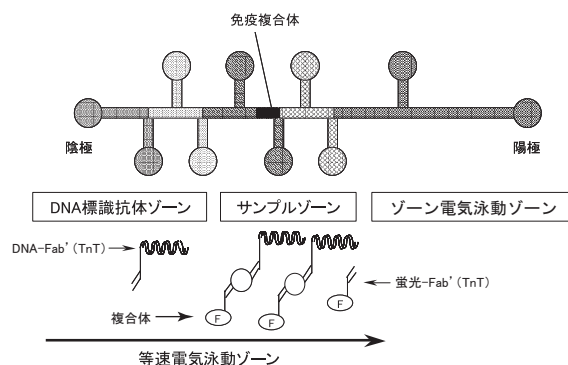 免疫複合体
陰極
陽極
DNA標識抗体ゾーン
サンプルゾーン
ゾーン電気泳動ゾーン
DNA-Fab’(TnT)
蛍光-Fab’(TnT)
複合体
F
F
F
等速電気泳動ゾーン